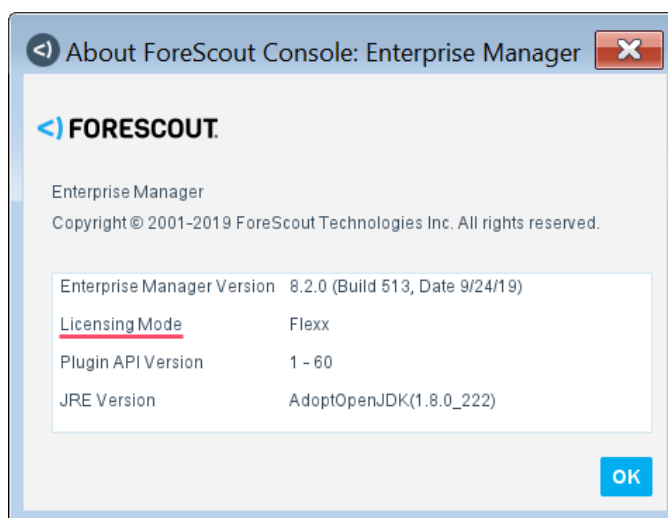 About ForeScout Console: Enterprise Manager
<) FORESCOUT.
Enterprise Manager
Copyright © 2001-2019 ForeScout Technologies Inc. All rights reserved.
Enterprise Manager Version 8.2.0 (Build 513, Date 9/24/19)
Licensing Mode Flexx
Plugin API Version 1 - 60
JRE Version AdoptOpenJDK(1.8.0_222)
OK